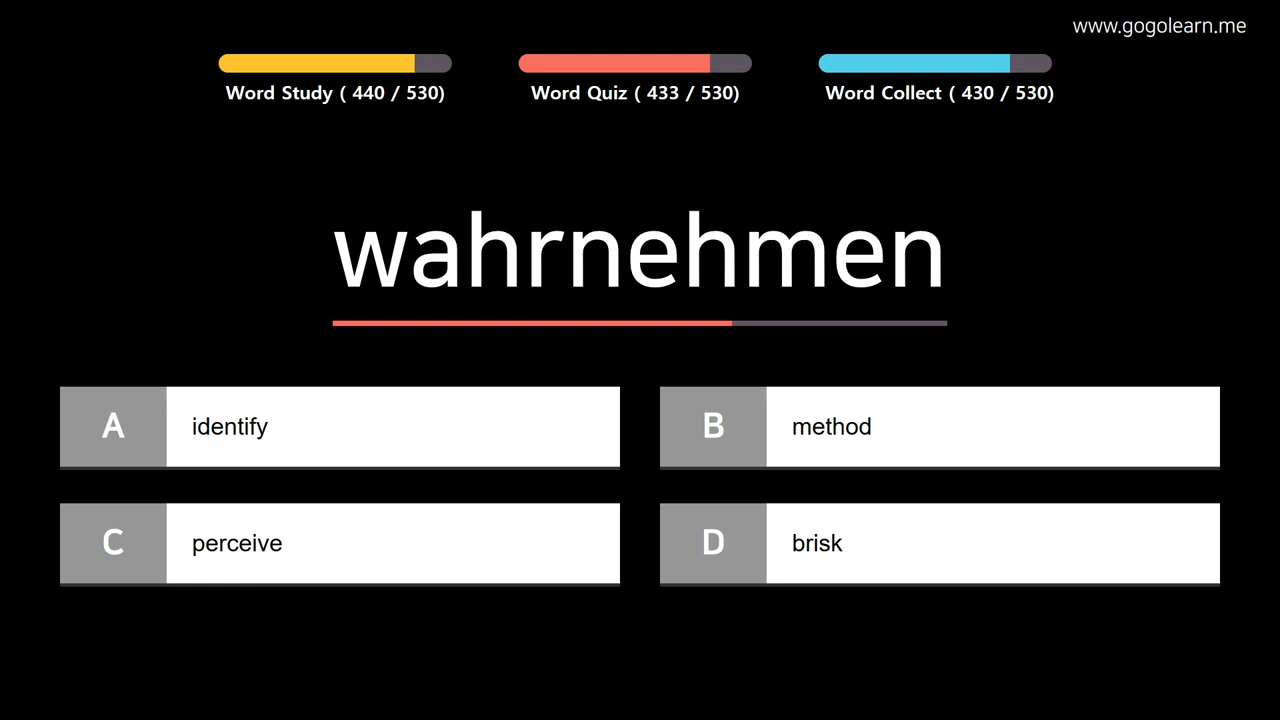 www.gogolearn.me
Word Study ( 440 / 530)
Word Quiz ( 433 / 530)
Word Collect ( 430 / 530)
wahrnehmen
A identify
B method
C perceive
D brisk